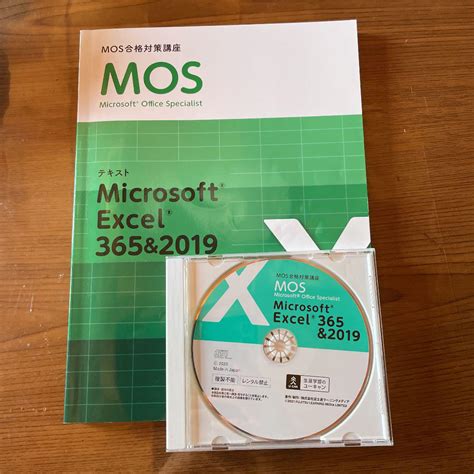 MOS合格対策講座
MOS
Microsoft® Office Specialist
テキスト
Microsoft®
Excel®
365&2019
X
MOS合格対策講座
MOS
Microsoft® Office Specialist
Microsoft®
Excel® 365
&2019
Made in Japan
複製不能
レンタル禁止
生涯学習の
ユーキャン